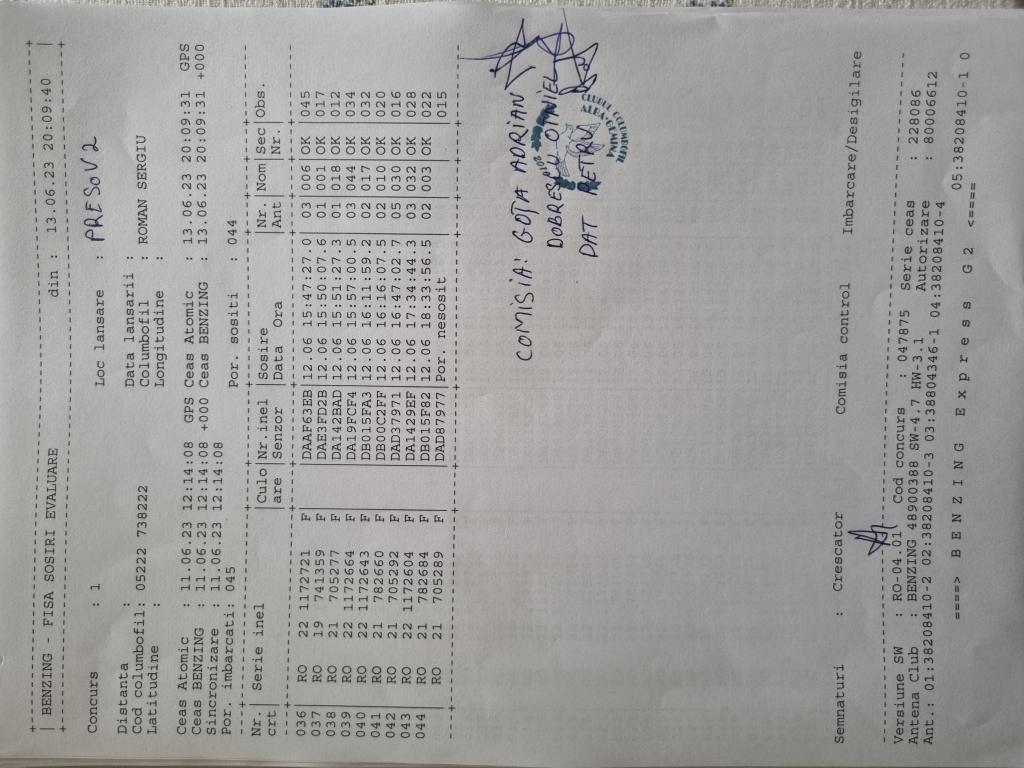 BENZING - FISA SOSIRI EVALUARE din : 13.06.23 20:09:40
Concurs : 1 Loc lansare : PRESOV 2
Distanta : Data lansarii :
Cod columbofil: 05222 738222 Columbofil : ROMAN SERGIU
Latitudine : Longitudine :
Ceas Atomic : 11.06.23 12:14:08 GPS Ceas Atomic : 13.06.23 20:09:31 GPS
Ceas BENZING : 11.06.23 12:14:08 +000 Ceas BENZING : 13.06.23 20:09:31 +000
Sincronizare : 11.06.23 12:14:08
Por. imbarcati: 045 Por. sositi : 044
Nr. | Serie inel |Culo |Nr.inel |Sosire |Nr. |Nom |Sec |Obs.
crt | |are |Senzor |Data Ora |Ant | |Nr. |
036 RO 22 1172721 F DAAF63EB 12.06 15:47:27.0 03 006 OK 045
037 RO 19 741359 F DAE3FD2B 12.06 15:50:07.6 01 001 OK 017
038 RO 21 705277 F DA142BAD 12.06 15:51:27.3 01 018 OK 012
039 RO 22 1172664 F DA19FCF4 12.06 15:57:00.5 03 044 OK 034
040 RO 22 1172643 F DB015FA3 12.06 16:11:59.2 02 017 OK 032
041 RO 21 782660 F DB00C2FF 12.06 16:16:07.5 02 010 OK 020
042 RO 21 705292 F DAD37971 12.06 16:47:02.7 05 030 OK 016
043 RO 22 1172604 F DA1429EF 12.06 17:34:44.3 03 032 OK 028
044 RO 21 782684 F DB015F82 12.06 18:33:56.5 02 003 OK 022
RO 21 705289 F DAD87977 Por. nesosit 015
COMISIA: GOTA ADRIAN
DOBRESCU OTNIEL
DAT PETRU
CLUBUL COLUMBOFIL
ALBA-GEMINA
Semnaturi : Crescator Comisia control Imbarcare/Desigilare
Versiune SW : RO-04.01 Cod concurs : 047875 Serie ceas : 228086
Antena Club : BENZING 48900388 SW-4.7 HW-3.1 Autorizare : 80006612
Ant.: 01:38208410-2 02:38208410-3 03:38804346-1 04:38208410-4 05:38208410-1 0
====> B E N Z I N G E x p r e s s G 2 <====